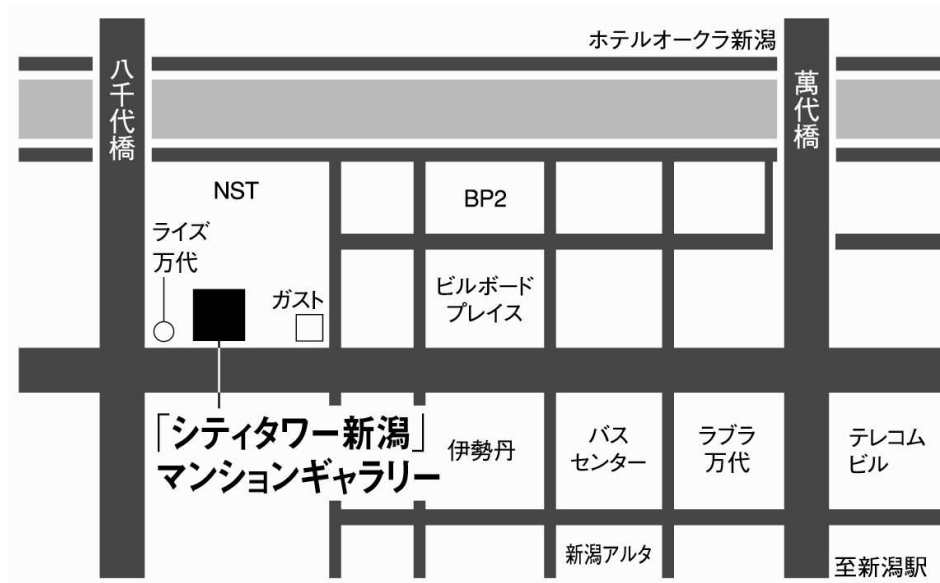 ホテルオークラ新潟
八千代橋
萬代橋
NST
BP2
ライズ
万代
ガスト
ビルボード
プレイス
「シティタワー新潟」
マンションギャラリー
伊勢丹
バス
センター
ラブラ
万代
テレコム
ビル
新潟アルタ
至新潟駅